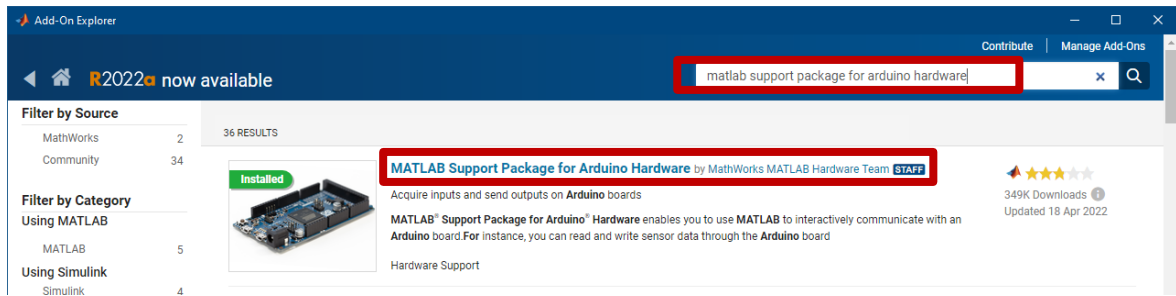 Add-On Explorer
Contribute | Manage Add-Ons
R2022a now available
matlab support package for arduino hardware
Filter by Source
MathWorks 2
Community 34
Filter by Category
Using MATLAB
MATLAB 5
Using Simulink
Simulink 4
36 RESULTS
Installed
MATLAB Support Package for Arduino Hardware by MathWorks MATLAB Hardware Team STAFF
Acquire inputs and send outputs on Arduino boards
MATLAB® Support Package for Arduino® Hardware enables you to use MATLAB to interactively communicate with an
Arduino board.For instance, you can read and write sensor data through the Arduino board
Hardware Support
349K Downloads
Updated 18 Apr 2022